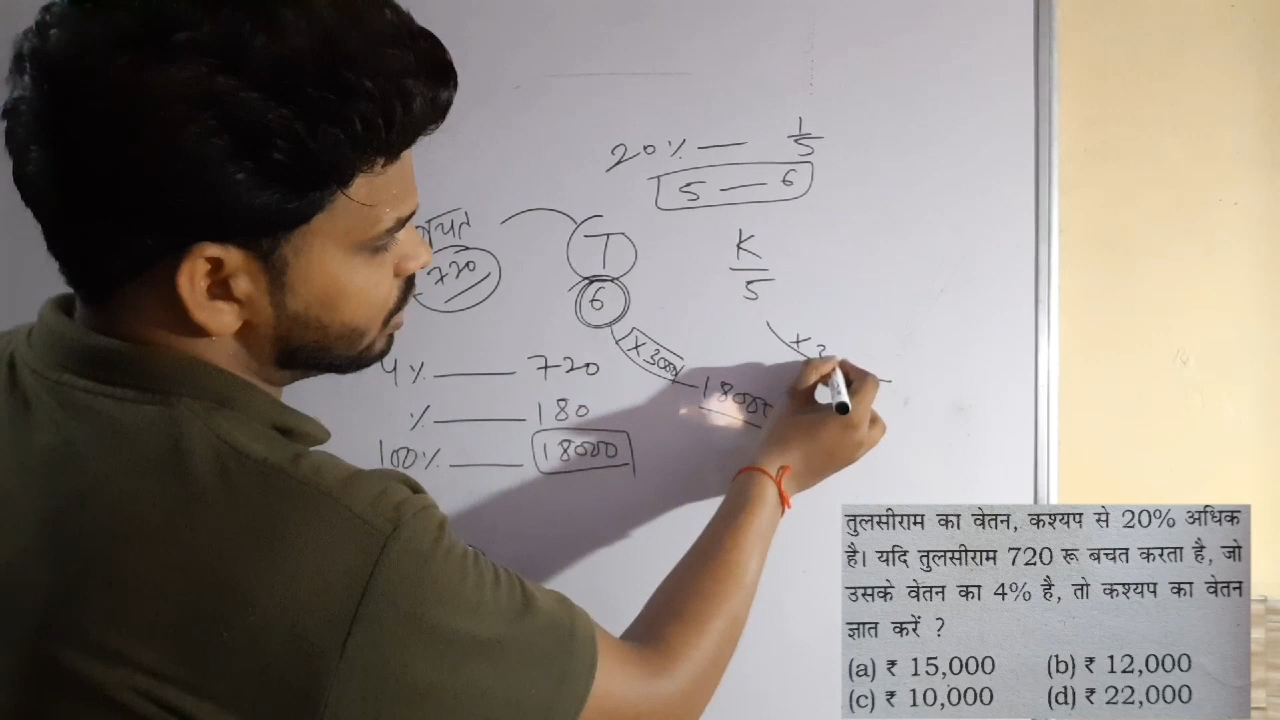 20% — 1/5
5 — 6
बचत T K
720 6 5
×3000
4% — 720
18000
% — 180
100% — 18000
तुलसीराम का वेतन, कश्यप से 20% अधिक
है। यदि तुलसीराम 720 रू बचत करता है, जो
उसके वेतन का 4% है, तो कश्यप का वेतन
ज्ञात करें ?
(a) ₹ 15,000 (b) ₹ 12,000
(c) ₹ 10,000 (d) ₹ 22,000